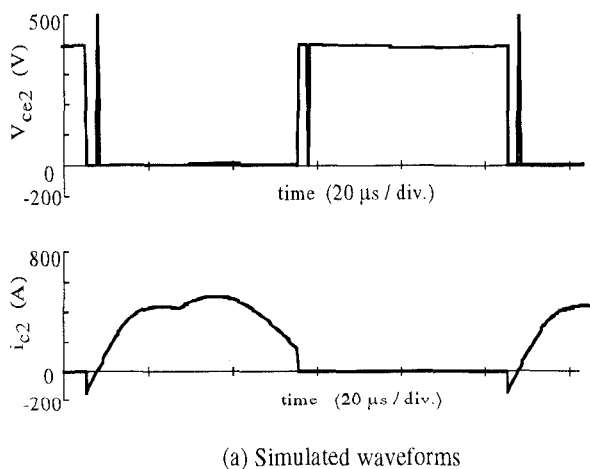 500
0
-200
V_ce2 (V)
time (20 μs / div.)
800
0
-200
i_c2 (A)
time (20 μs / div.)
(a) Simulated waveforms